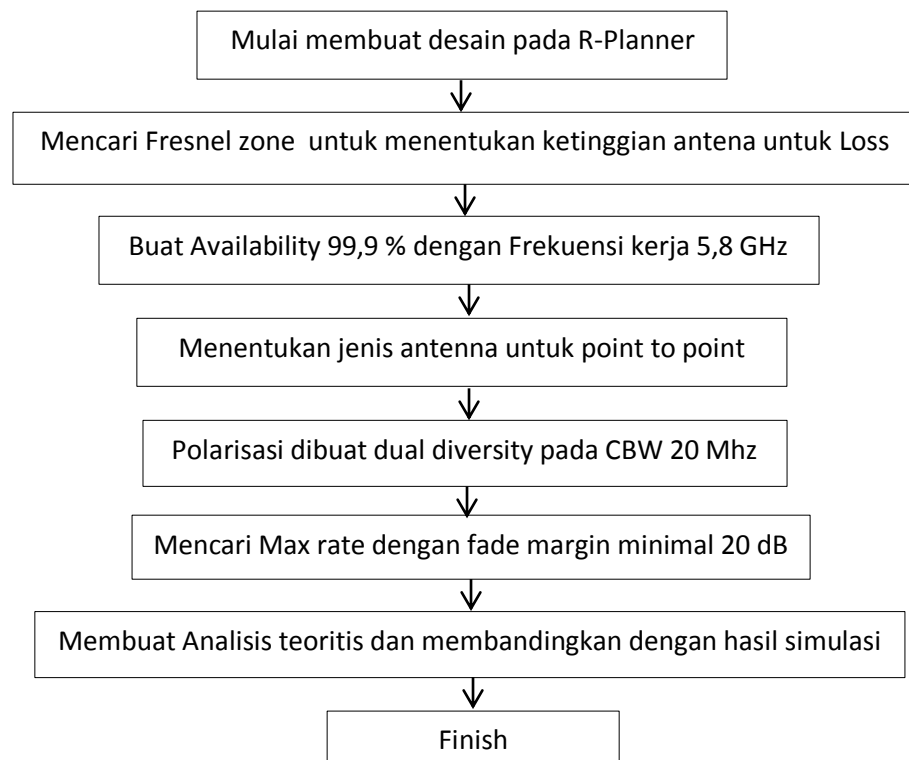 Mulai membuat desain pada R-Planner
Mencari Fresnel zone  untuk menentukan ketinggian antena untuk Loss
Buat Availability 99,9 % dengan Frekuensi kerja 5,8 GHz
Menentukan jenis antenna untuk point to point
Polarisasi dibuat dual diversity pada CBW 20 Mhz
Mencari Max rate dengan fade margin minimal 20 dB
Membuat Analisis teoritis dan membandingkan dengan hasil simulasi
Finish